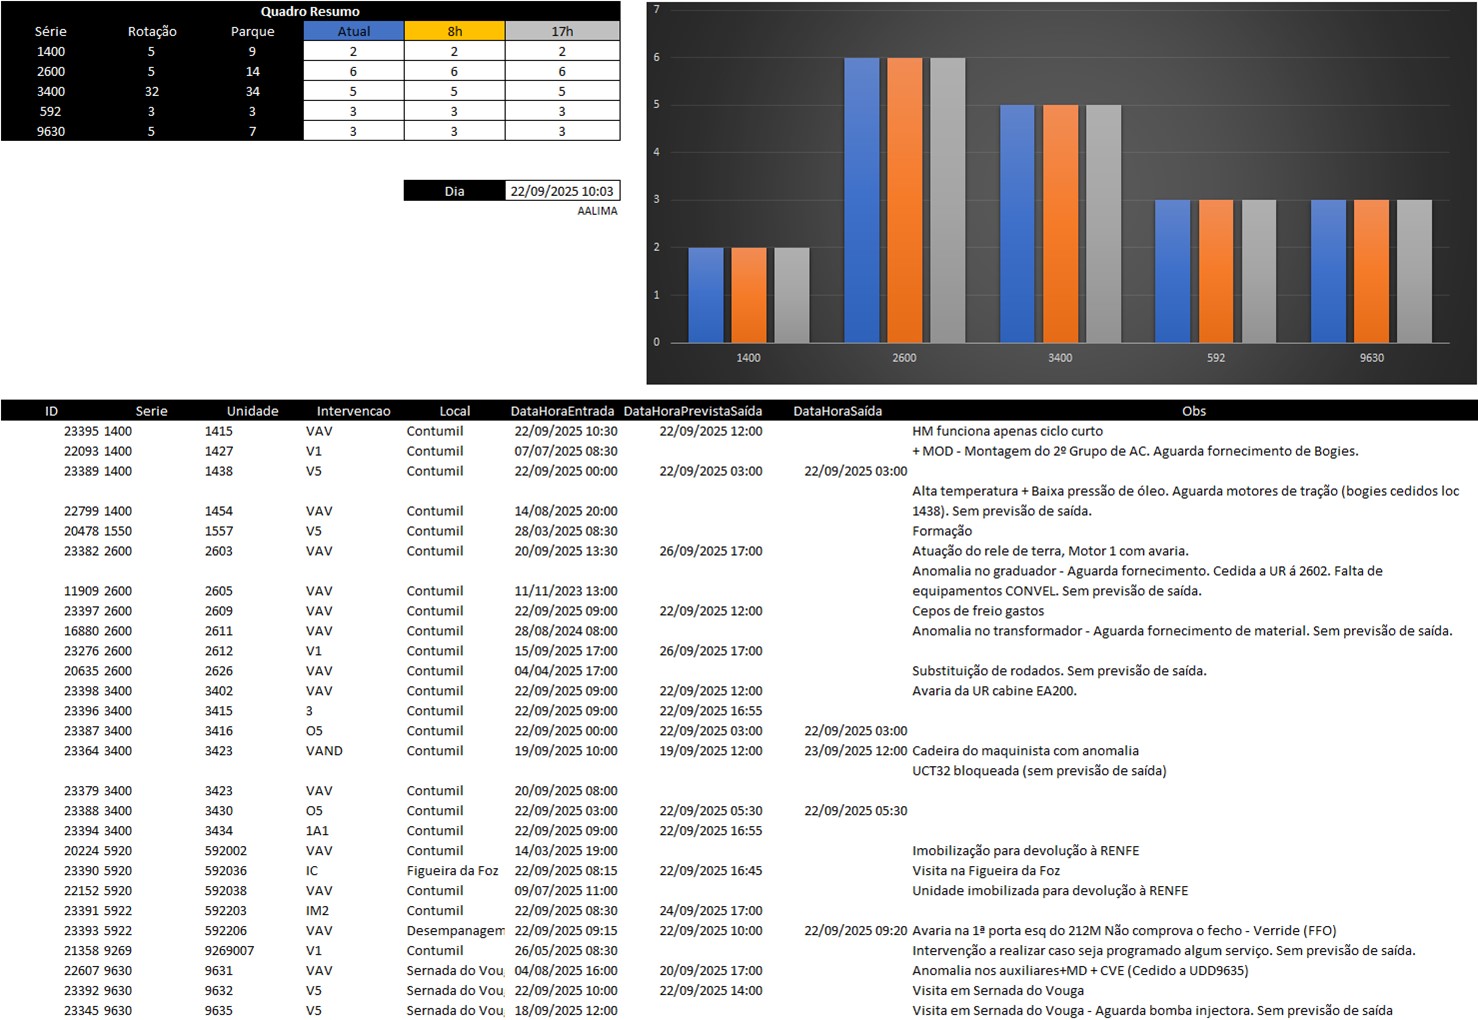 Quadro Resumo
Série Rotação Parque Atual 8h 17h
1400 5 9 2 2 2
2600 5 14 6 6 6
3400 32 34 5 5 5
592 3 3 3 3 3
9630 5 7 3 3 3
Dia 22/09/2025 10:03
AALIMA
7
6
5
4
3
2
1
0
1400 2600 3400 592 9630
ID Serie Unidade Intervencao Local DataHoraEntrada DataHoraPrevistaSaída DataHoraSaída Obs
23395 1400 1415 VAV Contumil 22/09/2025 10:30 22/09/2025 12:00 HM funciona apenas ciclo curto
22093 1400 1427 V1 Contumil 07/07/2025 08:30 + MOD - Montagem do 2º Grupo de AC. Aguarda fornecimento de Bogies.
23389 1400 1438 V5 Contumil 22/09/2025 00:00 22/09/2025 03:00 22/09/2025 03:00
Alta temperatura + Baixa pressão de óleo. Aguarda motores de tração (bogies cedidos loc
22799 1400 1454 VAV Contumil 14/08/2025 20:00 1438). Sem previsão de saída.
20478 1550 1557 V5 Contumil 28/03/2025 08:30 Formação
23382 2600 2603 VAV Contumil 20/09/2025 13:30 26/09/2025 17:00 Atuação do rele de terra, Motor 1 com avaria.
Anomalia no graduador - Aguarda fornecimento. Cedida a UR á 2602. Falta de
11909 2600 2605 VAV Contumil 11/11/2023 13:00 equipamentos CONVEL. Sem previsão de saída.
23397 2600 2609 VAV Contumil 22/09/2025 09:00 22/09/2025 12:00 Cepos de freio gastos
16880 2600 2611 VAV Contumil 28/08/2024 08:00 Anomalia no transformador - Aguarda fornecimento de material. Sem previsão de saída.
23276 2600 2612 V1 Contumil 15/09/2025 17:00 26/09/2025 17:00
20635 2600 2626 VAV Contumil 04/04/2025 17:00 Substituição de rodados. Sem previsão de saída.
23398 3400 3402 VAV Contumil 22/09/2025 09:00 22/09/2025 12:00 Avaria da UR cabine EA200.
23396 3400 3415 3 Contumil 22/09/2025 09:00 22/09/2025 16:55
23387 3400 3416 O5 Contumil 22/09/2025 00:00 22/09/2025 03:00 22/09/2025 03:00
23364 3400 3423 VAND Contumil 19/09/2025 10:00 19/09/2025 12:00 23/09/2025 12:00 Cadeira do maquinista com anomalia
UCT32 bloqueada (sem previsão de saída)
23379 3400 3423 VAV Contumil 20/09/2025 08:00
23388 3400 3430 O5 Contumil 22/09/2025 03:00 22/09/2025 05:30 22/09/2025 05:30
23394 3400 3434 1A1 Contumil 22/09/2025 09:00 22/09/2025 16:55
20224 5920 592002 VAV Contumil 14/03/2025 19:00 Imobilização para devolução à RENFE
23390 5920 592036 IC Figueira da Foz 22/09/2025 08:15 22/09/2025 16:45 Visita na Figueira da Foz
22152 5920 592038 VAV Contumil 09/07/2025 11:00 Unidade imobilizada para devolução à RENFE
23391 5922 592203 IM2 Contumil 22/09/2025 08:30 24/09/2025 17:00
23393 5922 592206 VAV Desempanagem 22/09/2025 09:15 22/09/2025 10:00 22/09/2025 09:20 Avaria na 1ª porta esq do 212M Não comprova o fecho - Verride (FFO)
21358 9269 9269007 V1 Contumil 26/05/2025 08:30 Intervenção a realizar caso seja programado algum serviço. Sem previsão de saída.
22607 9630 9631 VAV Sernada do Vou 04/08/2025 16:00 20/09/2025 17:00 Anomalia nos auxiliares+MD + CVE (Cedido a UDD9635)
23392 9630 9632 V5 Sernada do Vou 22/09/2025 10:00 22/09/2025 14:00 Visita em Sernada do Vouga
23345 9630 9635 V5 Sernada do Vou 18/09/2025 12:00 Visita em Sernada do Vouga - Aguarda bomba injectora. Sem previsão de saída